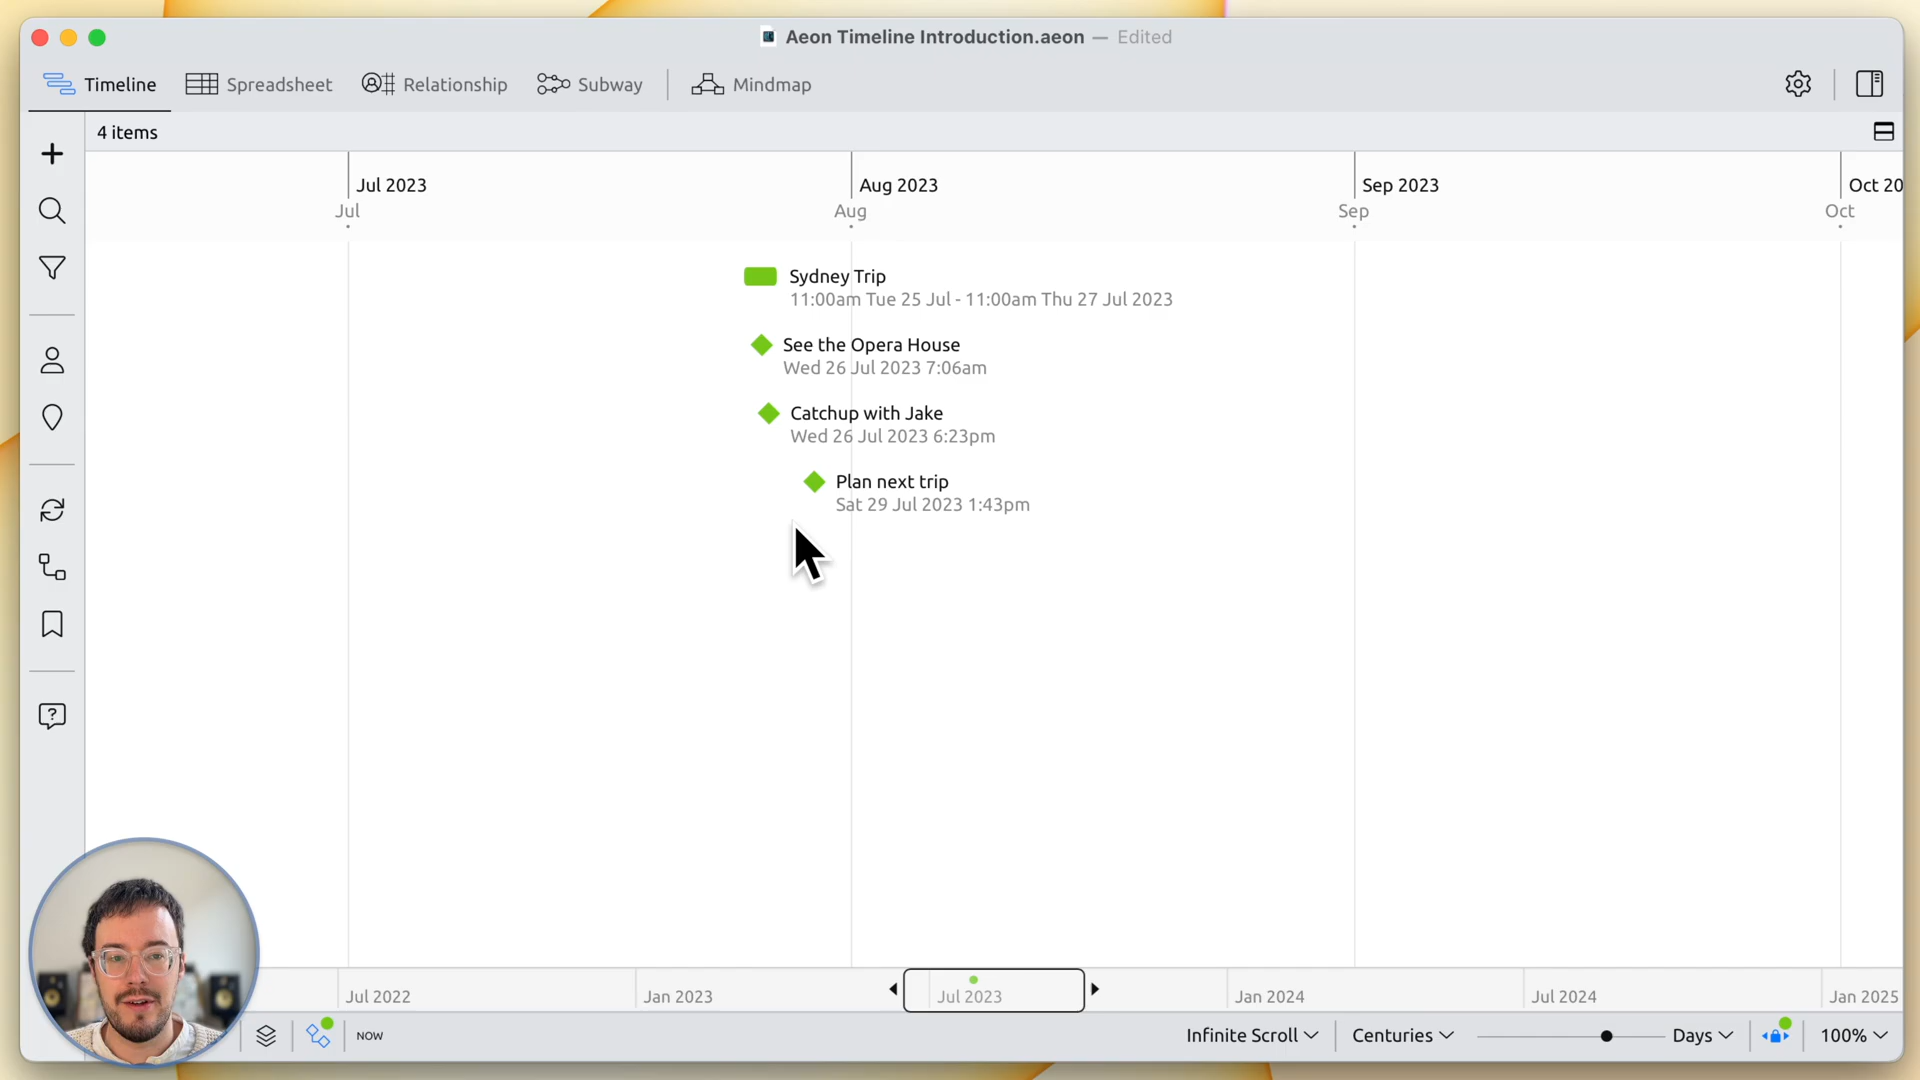 Aeon Timeline Introduction.aeon — Edited
Timeline Spreadsheet Relationship Subway Mindmap
4 items
Jul 2023 Aug 2023 Sep 2023 Oct 20
Jul Aug Sep Oct
Sydney Trip
11:00am Tue 25 Jul - 11:00am Thu 27 Jul 2023
See the Opera House
Wed 26 Jul 2023 7:06am
Catchup with Jake
Wed 26 Jul 2023 6:23pm
Plan next trip
Sat 29 Jul 2023 1:43pm
Jul 2022 Jan 2023 Jul 2023 Jan 2024 Jul 2024 Jan 2025
NOW Infinite Scroll Centuries Days 100%